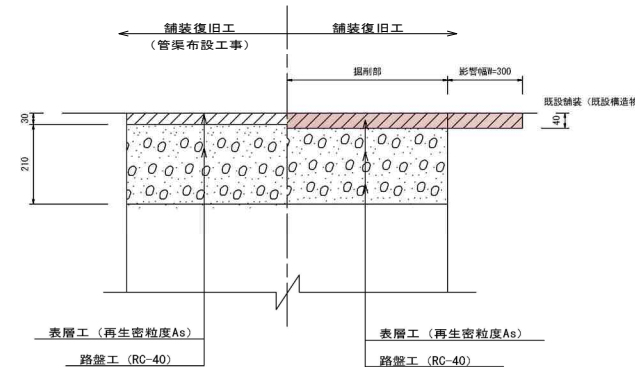 舗装復旧工
(管渠布設工事)
舗装復旧工
掘削部
影響幅W=300
既設舗装(既設構造物
30
40
210
表層工(再生密粒度As)
路盤工(RC-40)
表層工(再生密粒度As)
路盤工(RC-40)